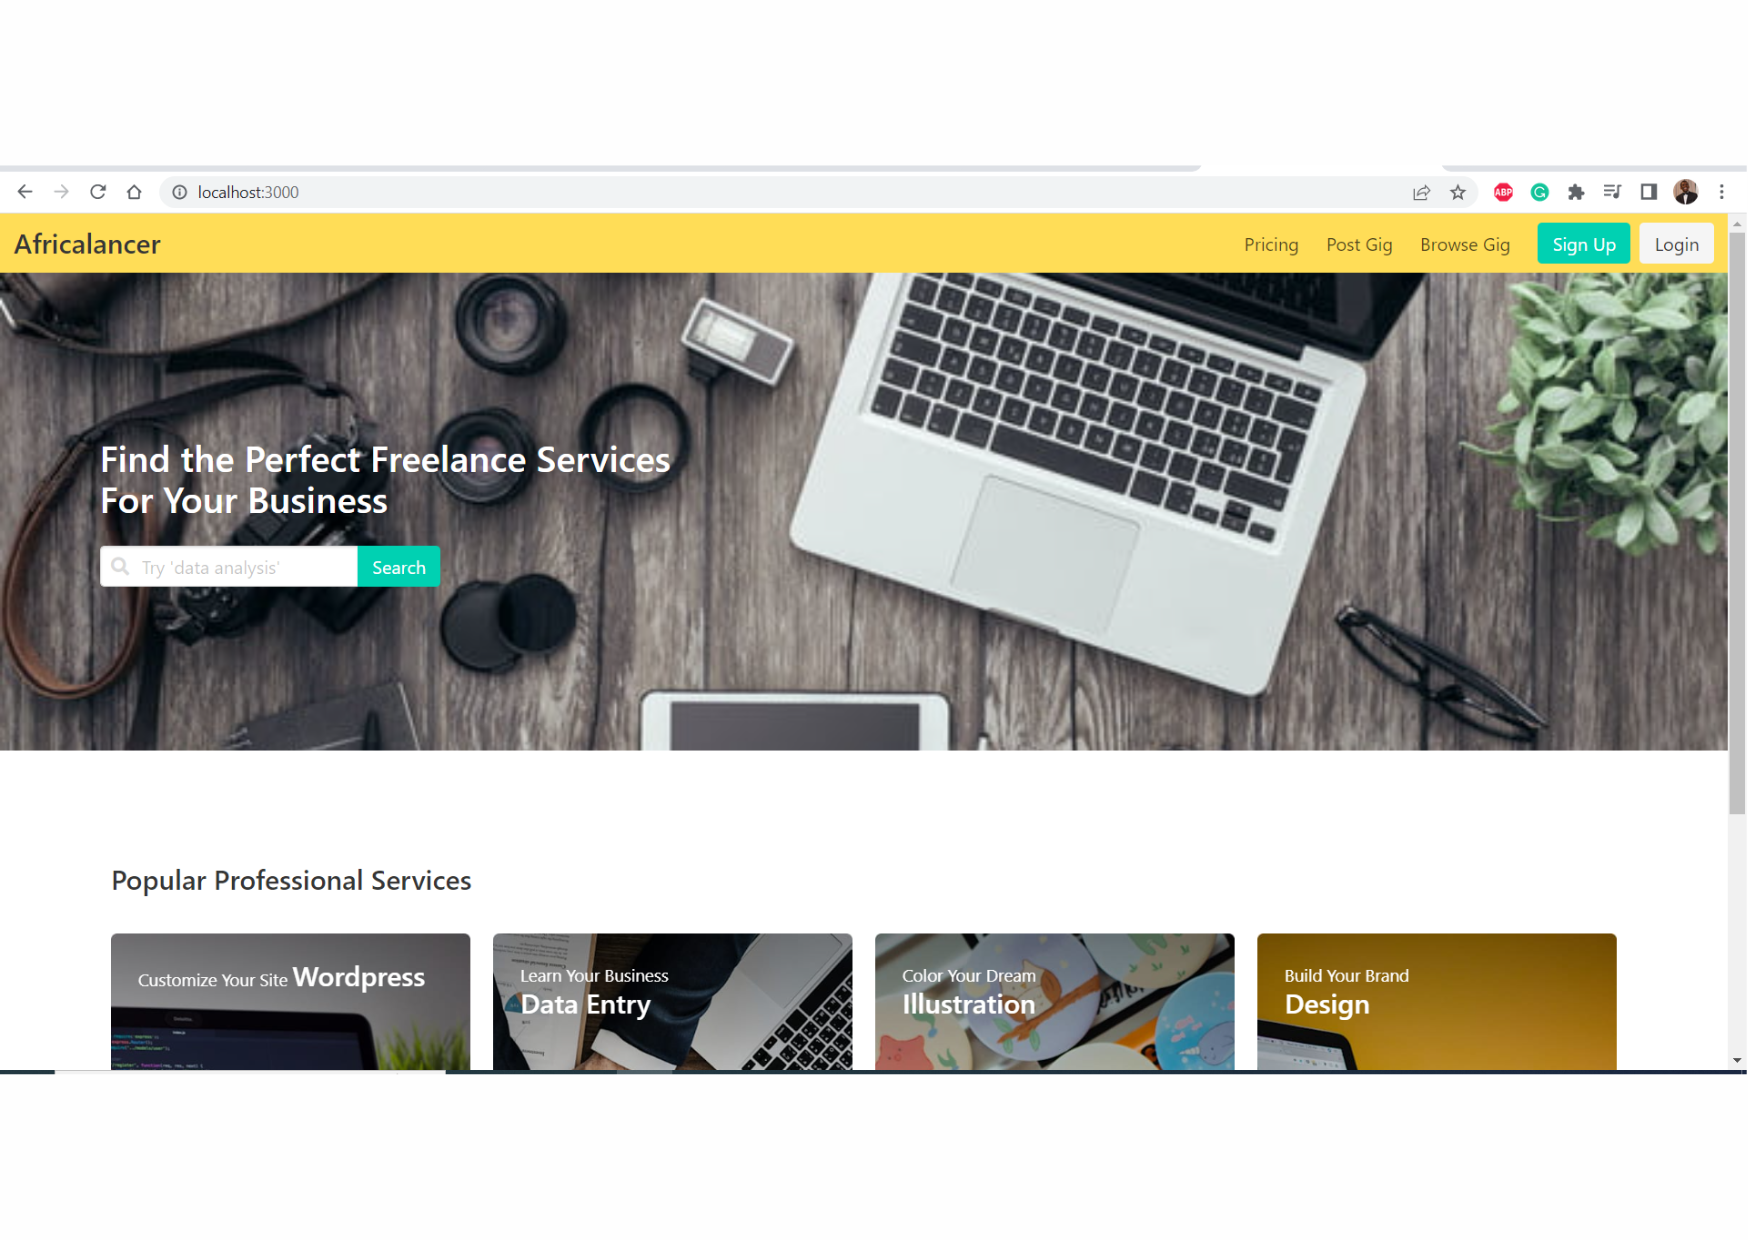 localhost:3000
ABP
Africalancer
Pricing
Post Gig
Browse Gig
Sign Up
Login
Find the Perfect Freelance Services
For Your Business
Try 'data analysis'
Search
Popular Professional Services
Customize Your Site Wordpress
Learn Your Business
Data Entry
Color Your Dream
Illustration
Build Your Brand
Design